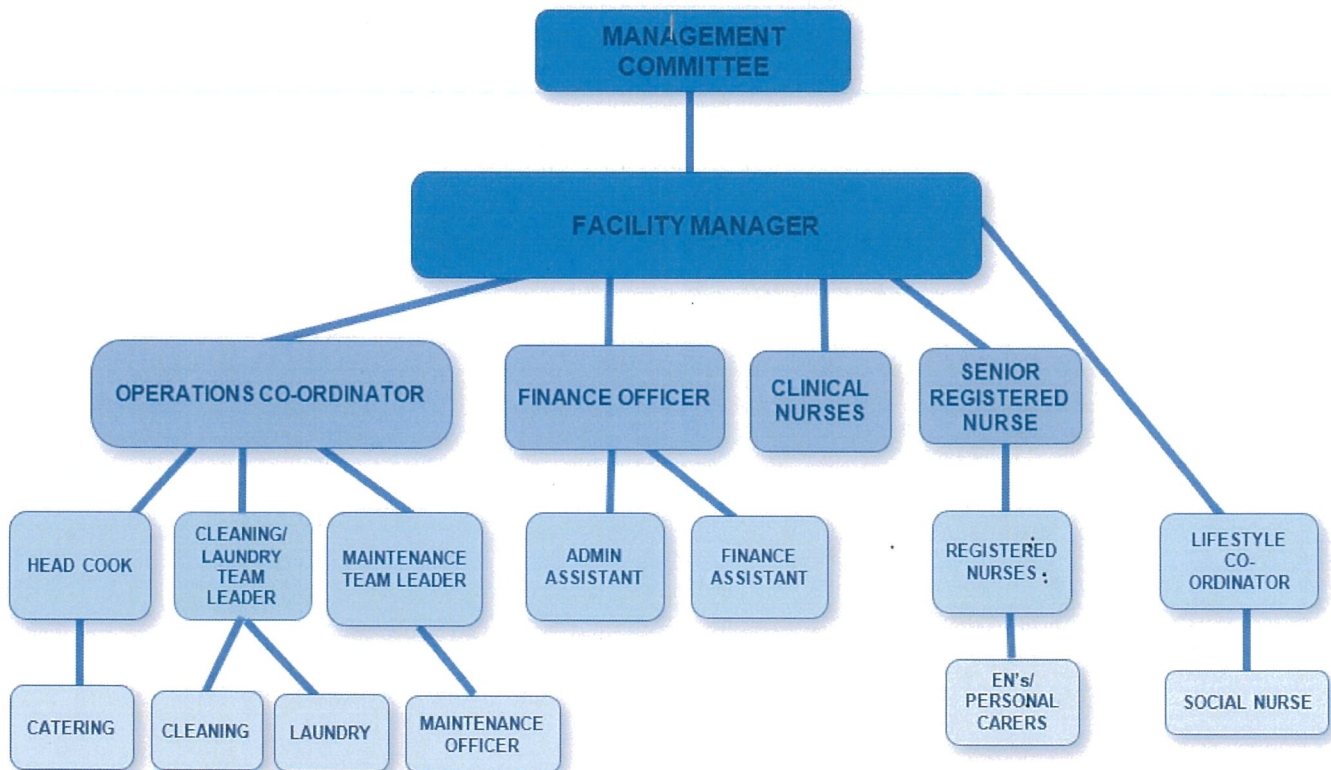 MANAGEMENT
COMMITTEE
FACILITY MANAGER
OPERATIONS CO-ORDINATOR
FINANCE OFFICER
CLINICAL
NURSES
SENIOR
REGISTERED
NURSE
HEAD COOK
CLEANING/
LAUNDRY
TEAM
LEADER
MAINTENANCE
TEAM LEADER
ADMIN
ASSISTANT
FINANCE
ASSISTANT
REGISTERED
NURSES
LIFESTYLE
CO-
ORDINATOR
CATERING
CLEANING
LAUNDRY
MAINTENANCE
OFFICER
EN's/
PERSONAL
CARERS
SOCIAL NURSE